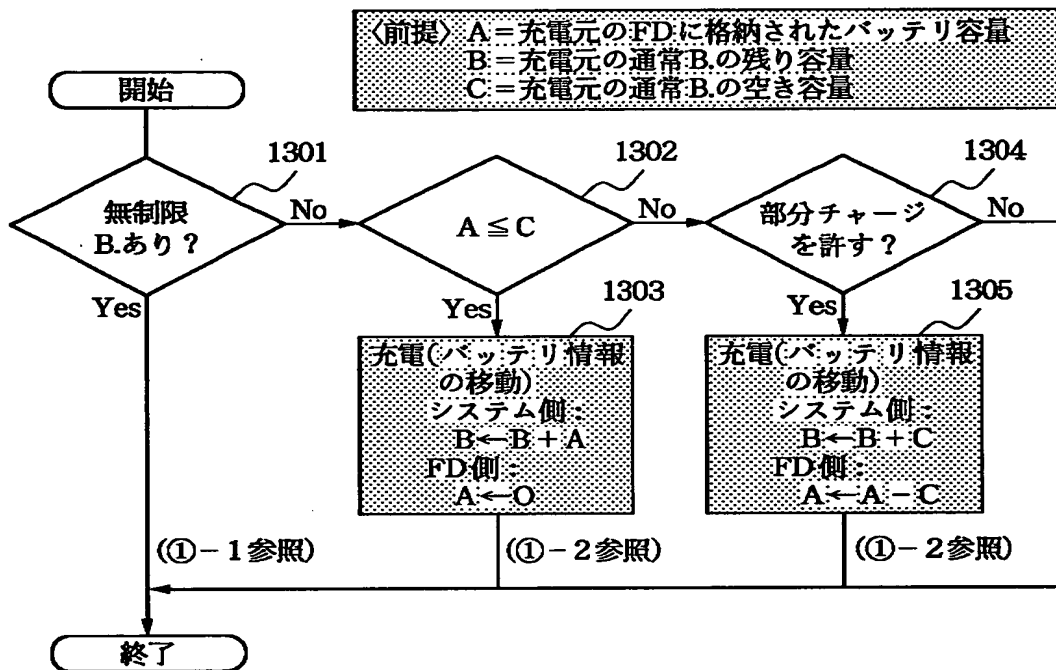 〈前提〉A=充電元のFDに格納されたバッテリ容量
B=充電元の通常B.の残り容量
C=充電元の通常B.の空き容量
開始
1301
1302
1304
無制限
B.あり?
No
A≦C
No
部分チャージ
を許す?
No
Yes
Yes
1303
Yes
1305
充電(バッテリ情報
の移動)
システム側:
B←B+A
FD側:
A←O
充電(バッテリ情報
の移動)
システム側:
B←B+C
FD側:
A←A-C
(①-1参照)
(①-2参照)
(①-2参照)
終了